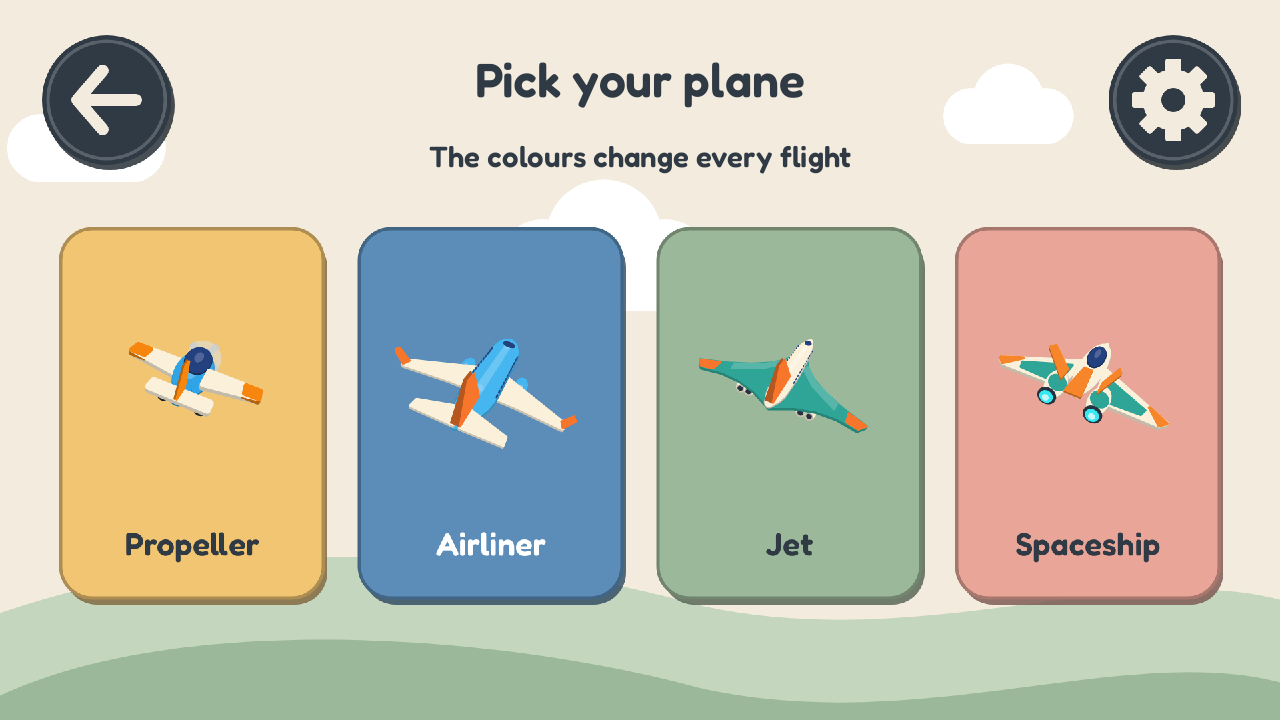 Pick your plane
The colours change every flight
Propeller
Airliner
Jet
Spaceship